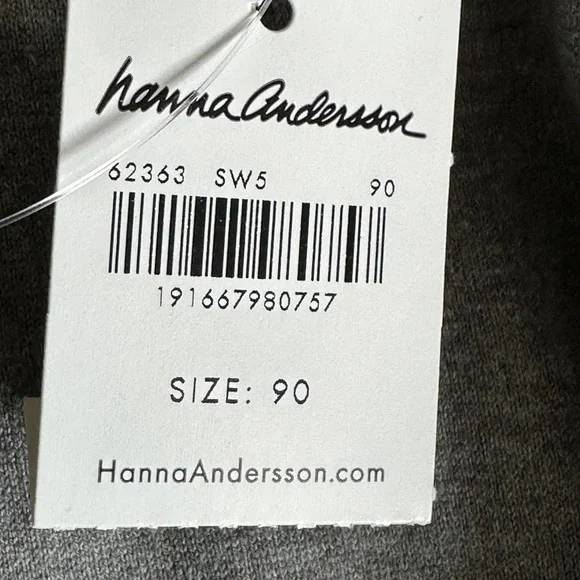 hanna Andersson
62363 SW5 90
191667980757
SIZE: 90
HannaAndersson.com